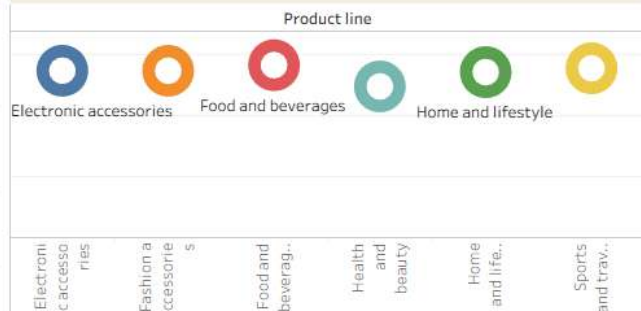 Product line
Electronic accessories
Food and beverages
Home and lifestyle
Electroni
c accesso
ries
Fashion a
ccessorie
s
Food and
beverag..
Health
and
beauty
Home
and life..
Sports
and trav..